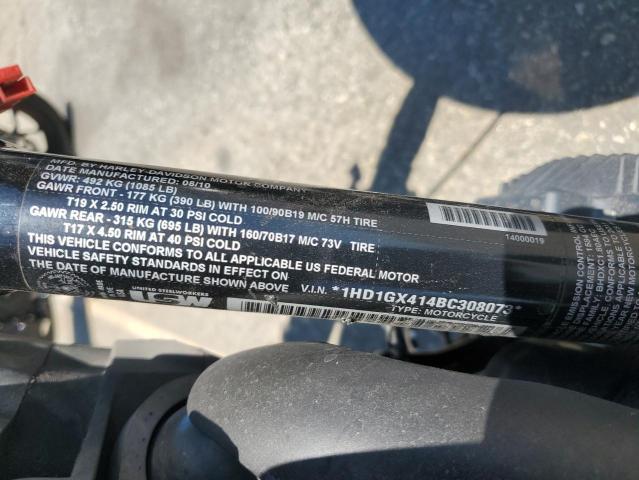 MFD. BY HARLEY-DAVIDSON MOTOR COMPANY
DATE MANUFACTURED: 08/10
GVWR: 492 KG (1085 LB)
GAWR FRONT - 177 KG (390 LB) WITH 100/90B19 M/C 57H TIRE
T19 X 2.50 RIM AT 30 PSI COLD
GAWR REAR - 315 KG (695 LB) WITH 160/70B17 M/C 73V TIRE
T17 X 4.50 RIM AT 40 PSI COLD
THIS VEHICLE CONFORMS TO ALL APPLICABLE US FEDERAL MOTOR
VEHICLE SAFETY STANDARDS IN EFFECT ON
THE DATE OF MANUFACTURE SHOWN ABOVE V.I.N. *1HD1GX414BC308073*
TYPE: MOTORCYCLE
14000019
UNITED STEELWORKERS
USW
EMISSION CONTROL